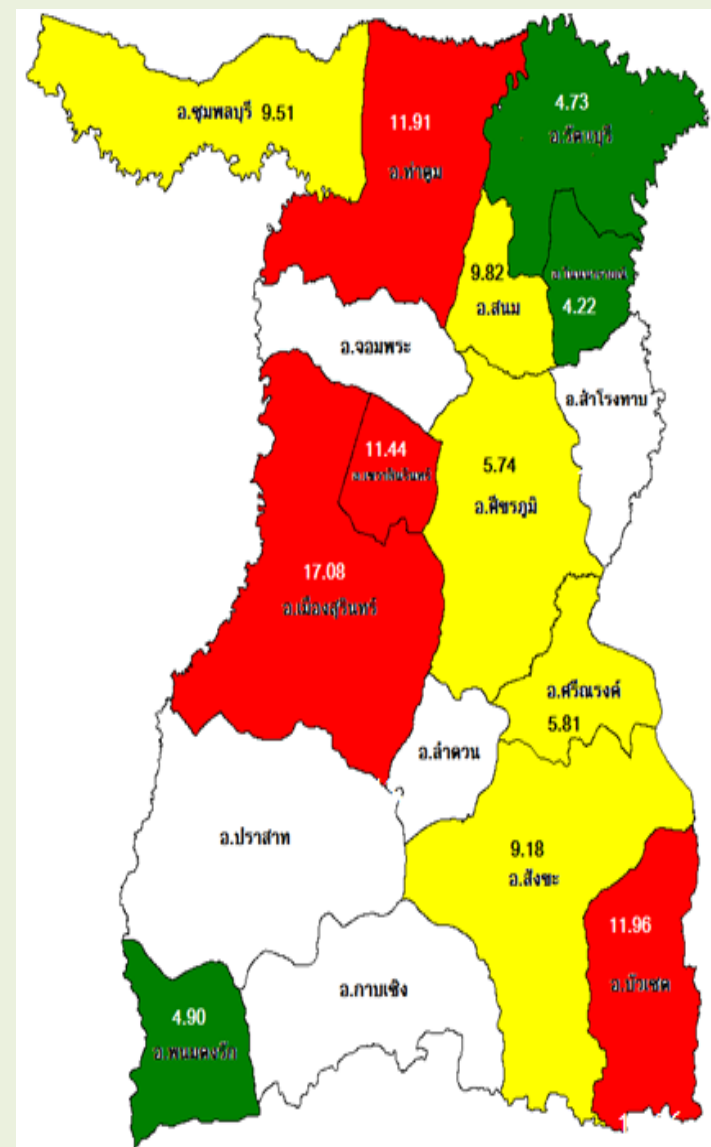 อ.ชุมพลบุรี 9.51
11.91
อ.ท่าตูม
4.73
อ.รัตนบุรี
9.82
อ.สนม
4.22
อ.จอมพระ
อ.สำโรงทาบ
11.44
5.74
อ.ศีขรภูมิ
17.08
อ.เมืองสุรินทร์
อ.ศรีณรงค์
5.81
อ.ลำดวน
อ.ปราสาท
9.18
อ.สังขะ
11.96
อ.บัวเชด
อ.กาบเชิง
4.90
อ.พนมดงรัก